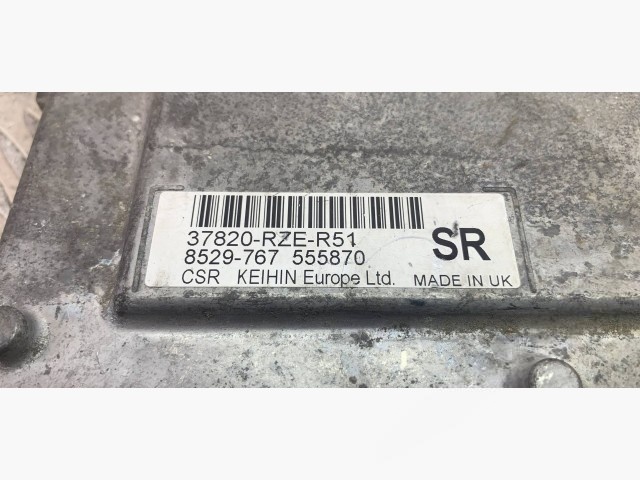 37820-RZE-R51
8529-767 555870
SR
CSR KEIHIN Europe Ltd. MADE IN UK